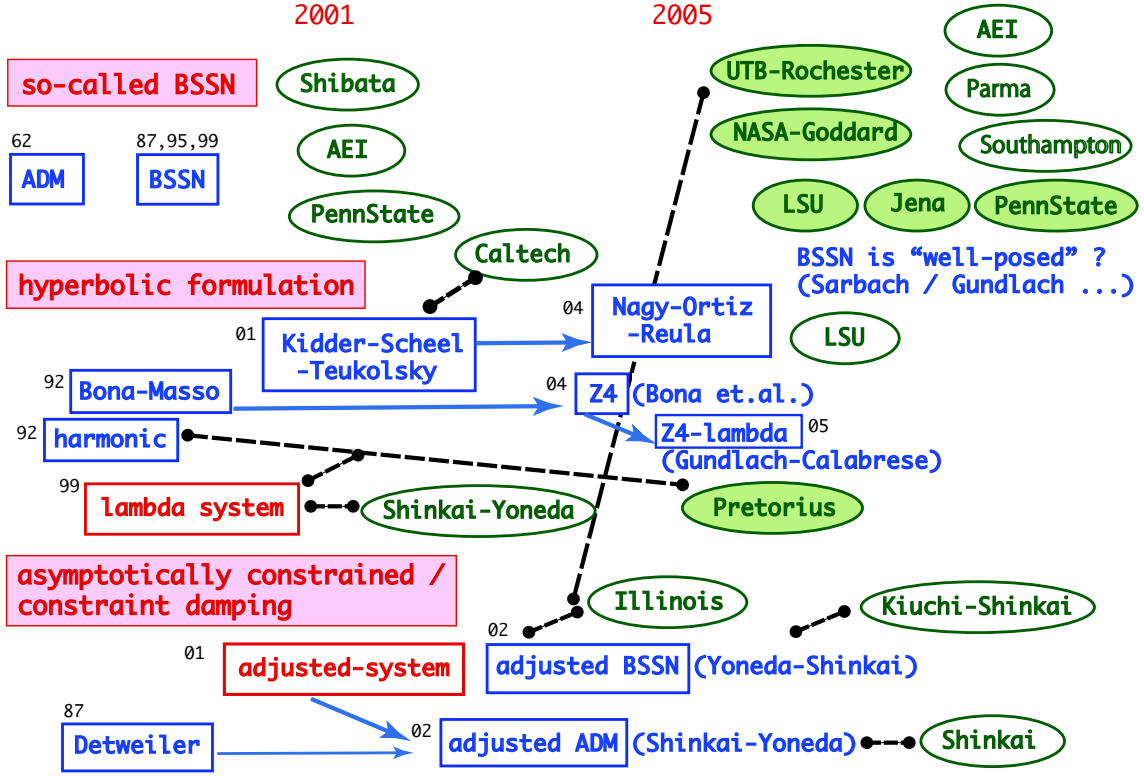 2001
2005
AEI
so-called BSSN
Shibata
UTB-Rochester
Parma
62
87,95,99
AEI
NASA-Goddard
Southampton
ADM
BSSN
PennState
LSU
Jena
PennState
Caltech
BSSN is “well-posed” ?
(Sarbach / Gundlach ...)
hyperbolic formulation
01
Kidder-Scheel
-Teukolsky
04
Nagy-Ortiz
-Reula
LSU
92
Bona-Masso
04
Z4
(Bona et.al.)
92
harmonic
Z4-lambda
05
(Gundlach-Calabrese)
99
lambda system
Shinkai-Yoneda
Pretorius
asymptotically constrained /
constraint damping
Illinois
Kiuchi-Shinkai
01
adjusted-system
02
adjusted BSSN
(Yoneda-Shinkai)
87
Detweiler
02
adjusted ADM
(Shinkai-Yoneda)
Shinkai